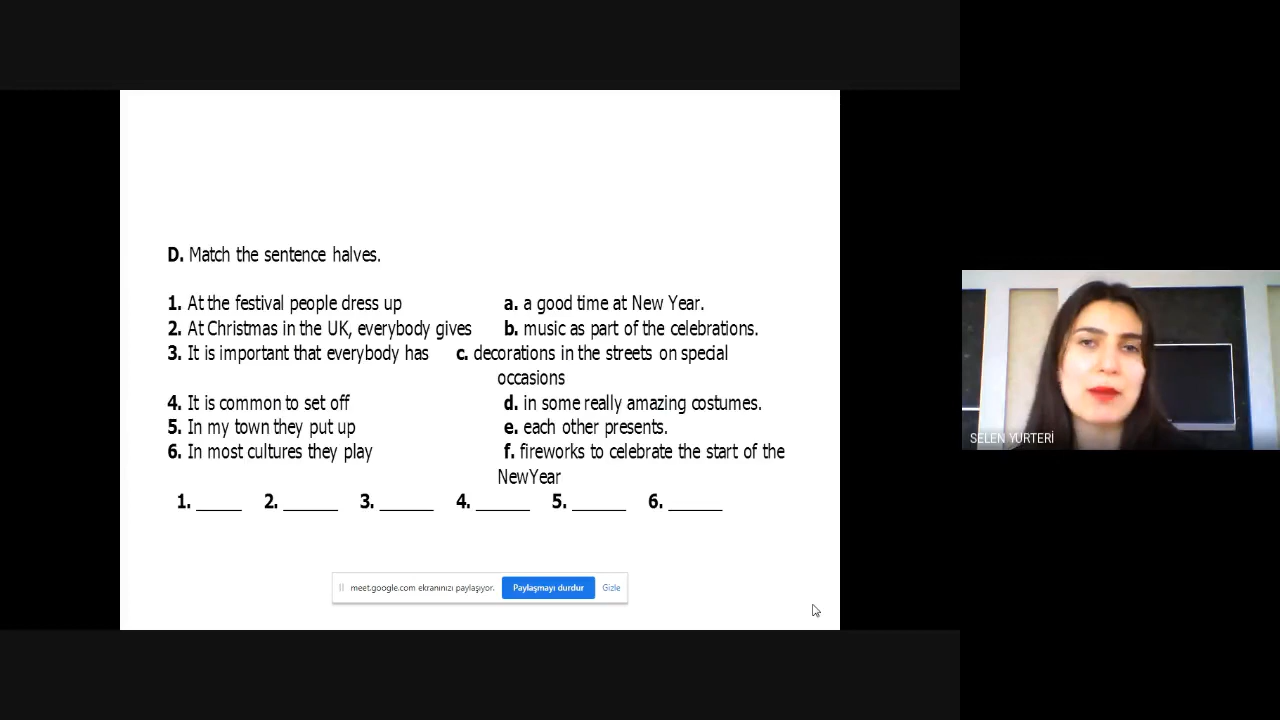 D. Match the sentence halves.
1. At the festival people dress up a. a good time at New Year.
2. At Christmas in the UK, everybody gives b. music as part of the celebrations.
3. It is important that everybody has c. decorations in the streets on special
occasions
4. It is common to set off d. in some really amazing costumes.
5. In my town they put up e. each other presents.
6. In most cultures they play f. fireworks to celebrate the start of the
NewYear
1. _____ 2. ______ 3. ______ 4. ______ 5. ______ 6. ______
meet.google.com ekranınızı paylaşıyor. Paylaşmayı durdur Gizle
SELEN YURTERİ